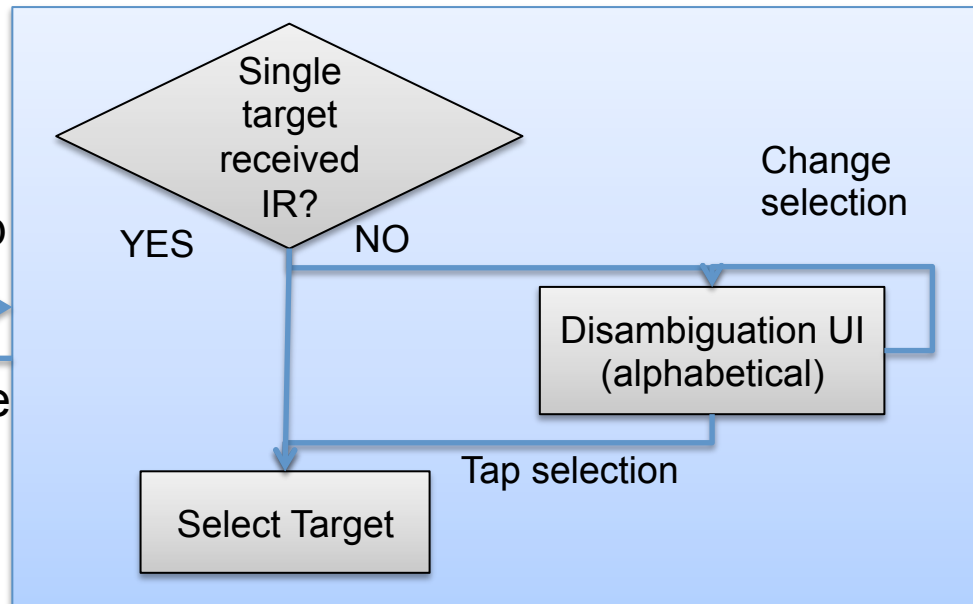 Single
target
received
IR?
YES
NO
Change
selection
Disambiguation UI
(alphabetical)
Tap selection
Select Target